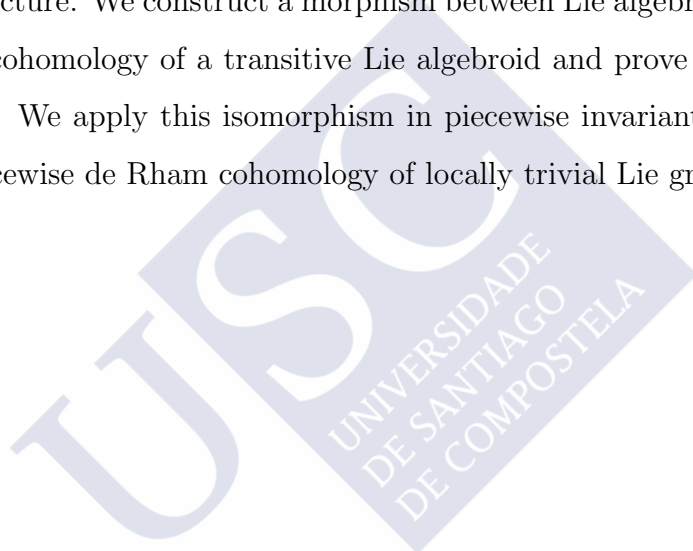 cture. We construct a morphism between Lie algebr
cohomology of a transitive Lie algebroid and prove
We apply this isomorphism in piecewise invariant
cewise de Rham cohomology of locally trivial Lie gr
USC
UNIVERSIDADE
DE SANTIAGO
DE COMPOSTELA